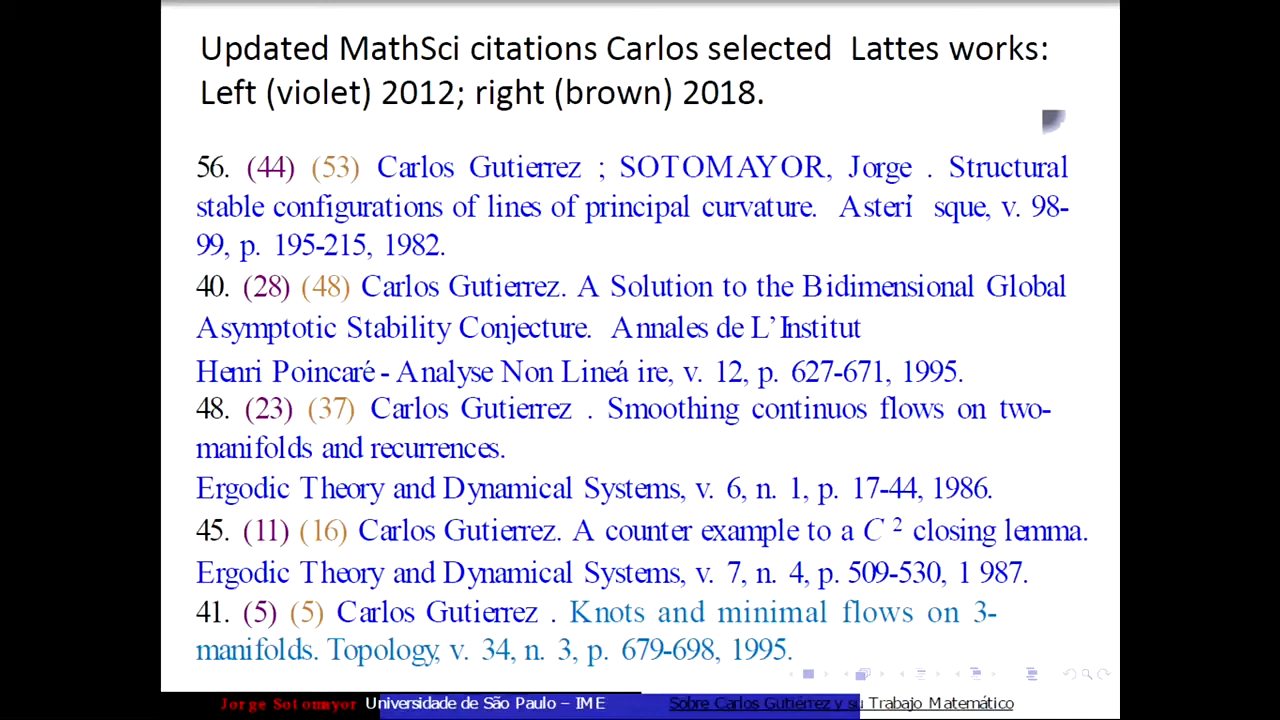 Updated MathSci citations Carlos selected Lattes works:
Left (violet) 2012; right (brown) 2018.
56. (44) (53) Carlos Gutierrez ; SOTOMAYOR, Jorge . Structural
stable configurations of lines of principal curvature. Asterí sque, v. 98-
99, p. 195-215, 1982.
40. (28) (48) Carlos Gutierrez. A Solution to the Bidimensional Global
Asymptotic Stability Conjecture. Annales de L’Institut
Henri Poincaré - Analyse Non Lineá ire, v. 12, p. 627-671, 1995.
48. (23) (37) Carlos Gutierrez . Smoothing continuos flows on two-
manifolds and recurrences.
Ergodic Theory and Dynamical Systems, v. 6, n. 1, p. 17-44, 1986.
45. (11) (16) Carlos Gutierrez. A counter example to a C ² closing lemma.
Ergodic Theory and Dynamical Systems, v. 7, n. 4, p. 509-530, 1 987.
41. (5) (5) Carlos Gutierrez . Knots and minimal flows on 3-
manifolds. Topology, v. 34, n. 3, p. 679-698, 1995.
Jorge Sotomayor Universidade de São Paulo – IME Sobre Carlos Gutiérrez y su Trabajo Matemático